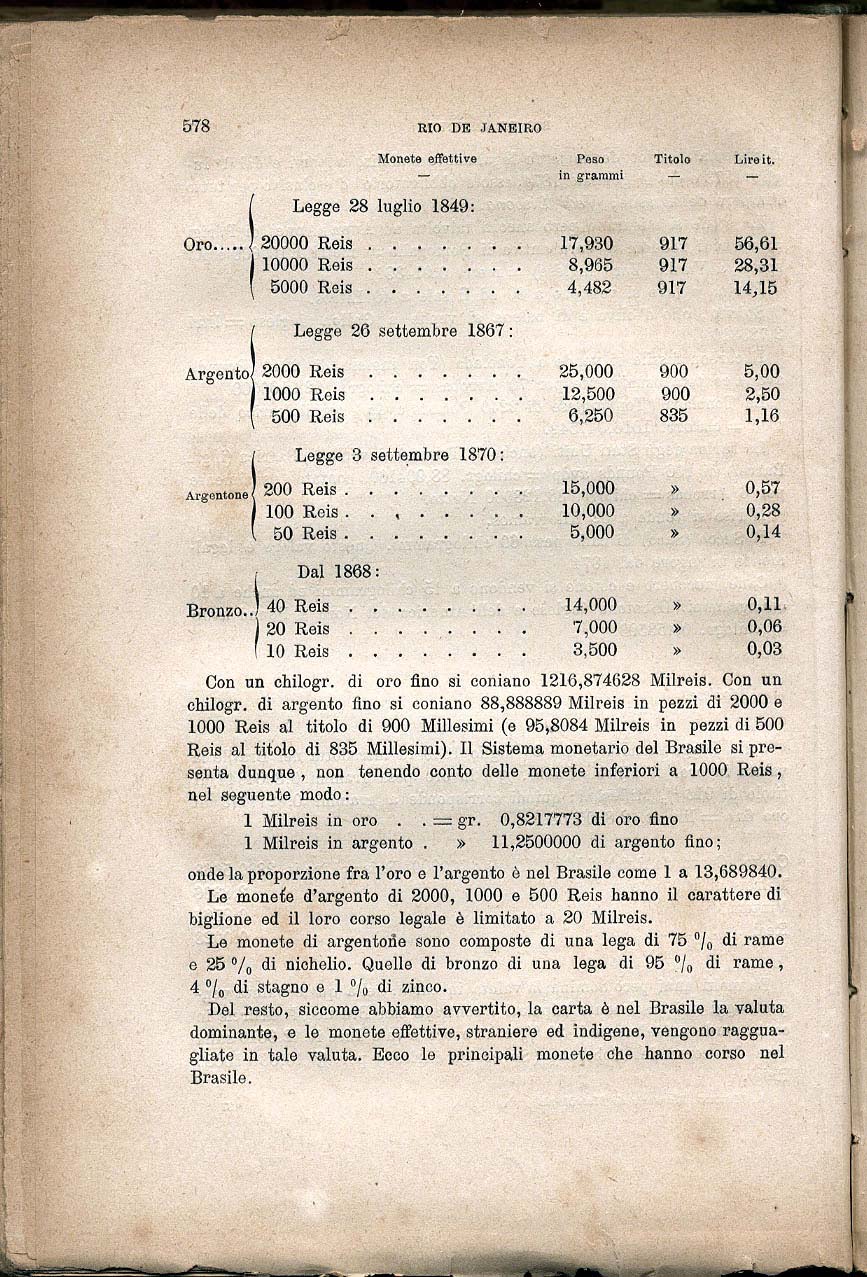 578 RIO DE JANEIRO
Monete effettive Peso Titolo Lire it.
— in grammi — —
Legge 28 luglio 1849:
Oro..... 20000 Reis . . . . . . . 17,930 917 56,61
10000 Reis . . . . . . . 8,965 917 28,31
5000 Reis . . . . . . . 4,482 917 14,15
Legge 26 settembre 1867:
Argento 2000 Reis . . . . . . . 25,000 900 5,00
1000 Reis . . . . . . . 12,500 900 2,50
500 Reis . . . . . . . 6,250 835 1,16
Legge 3 settembre 1870:
Argentone 200 Reis . . . . . . . . 15,000 » 0,57
100 Reis . . . . . . . . 10,000 » 0,28
50 Reis . . . . . . . . 5,000 » 0,14
Dal 1868:
Bronzo.. 40 Reis . . . . . . . . 14,000 » 0,11
20 Reis . . . . . . . . 7,000 » 0,06
10 Reis . . . . . . . . 3,500 » 0,03
Con un chilogr. di oro fino si coniano 1216,874628 Milreis. Con un
chilogr. di argento fino si coniano 88,888889 Milreis in pezzi di 2000 e
1000 Reis al titolo di 900 Millesimi (e 95,8084 Milreis in pezzi di 500
Reis al titolo di 835 Millesimi). Il Sistema monetario del Brasile si pre-
senta dunque, non tenendo conto delle monete inferiori a 1000 Reis,
nel seguente modo:
1 Milreis in oro . . = gr. 0,8217773 di oro fino
1 Milreis in argento . » 11,2500000 di argento fino;
onde la proporzione fra l'oro e l'argento è nel Brasile come 1 a 13,689840.
Le monete d'argento di 2000, 1000 e 500 Reis hanno il carattere di
biglione ed il loro corso legale è limitato a 20 Milreis.
Le monete di argentone sono composte di una lega di 75 % di rame
e 25 % di nichelio. Quelle di bronzo di una lega di 95 % di rame,
4 % di stagno e 1 % di zinco.
Del resto, siccome abbiamo avvertito, la carta è nel Brasile la valuta
dominante, e le monete effettive, straniere ed indigene, vengono raggua-
gliate in tale valuta. Ecco le principali monete che hanno corso nel
Brasile.